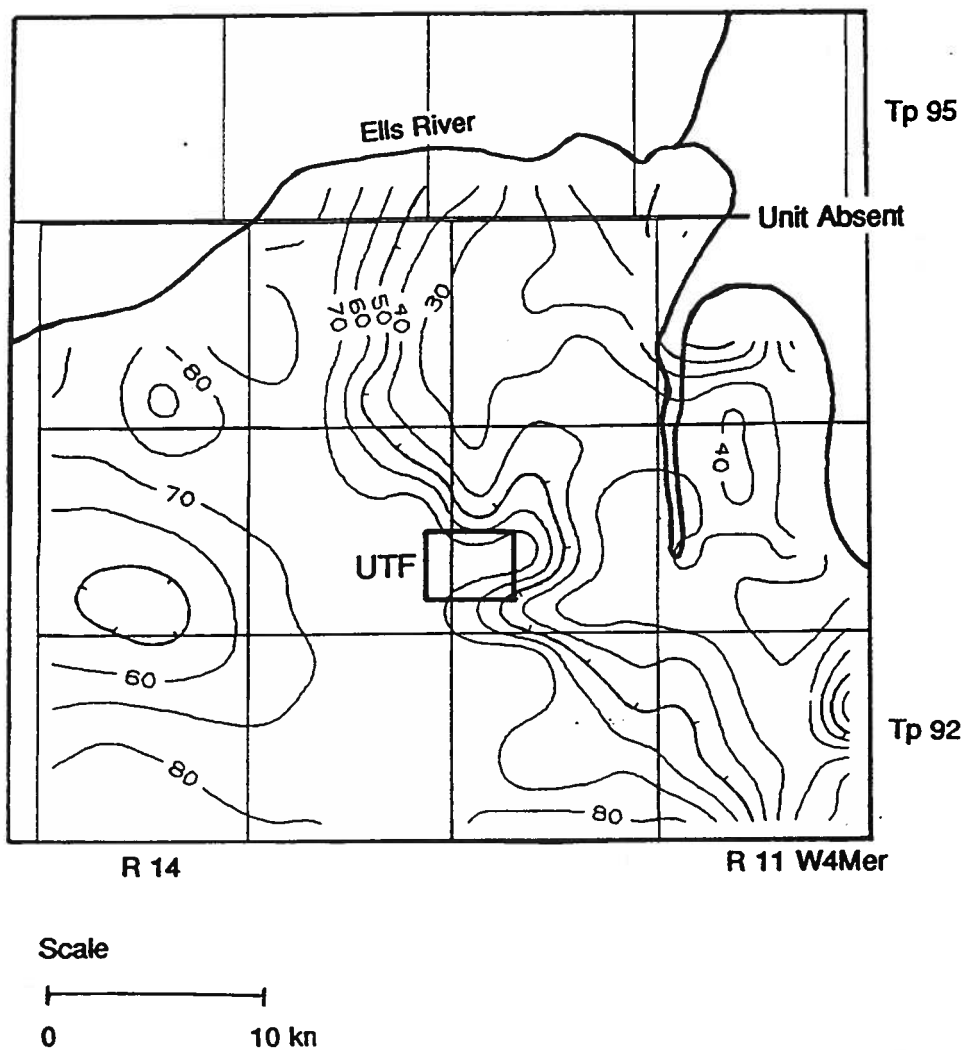 Tp 95
Ells River
Unit Absent
30
40
50
60
70
80
40
70
UTF
60
Tp 92
80
80
R 14
R 11 W4Mer
Scale
0 10 kn